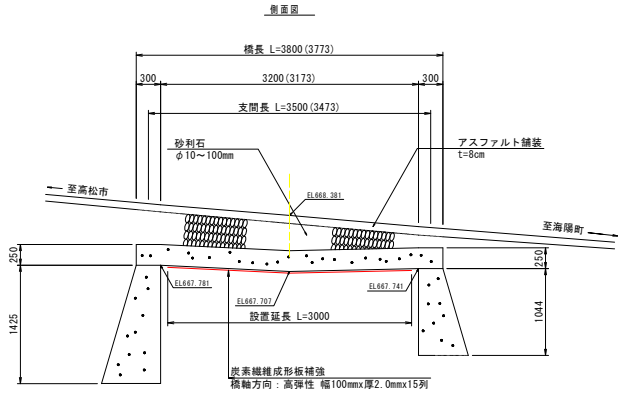 側面図
橋長 L=3800(3773)
300
3200(3173)
300
支間長 L=3500(3473)
砂利石
φ10～100mm
アスファルト舗装
t=8cm
至高松市
EL668.381
至海陽町
250
250
EL667.781
EL667.707
EL667.741
設置延長 L=3000
1425
1044
炭素繊維成形板補強
橋軸方向：高弾性 幅100mmx厚2.0mmx15列